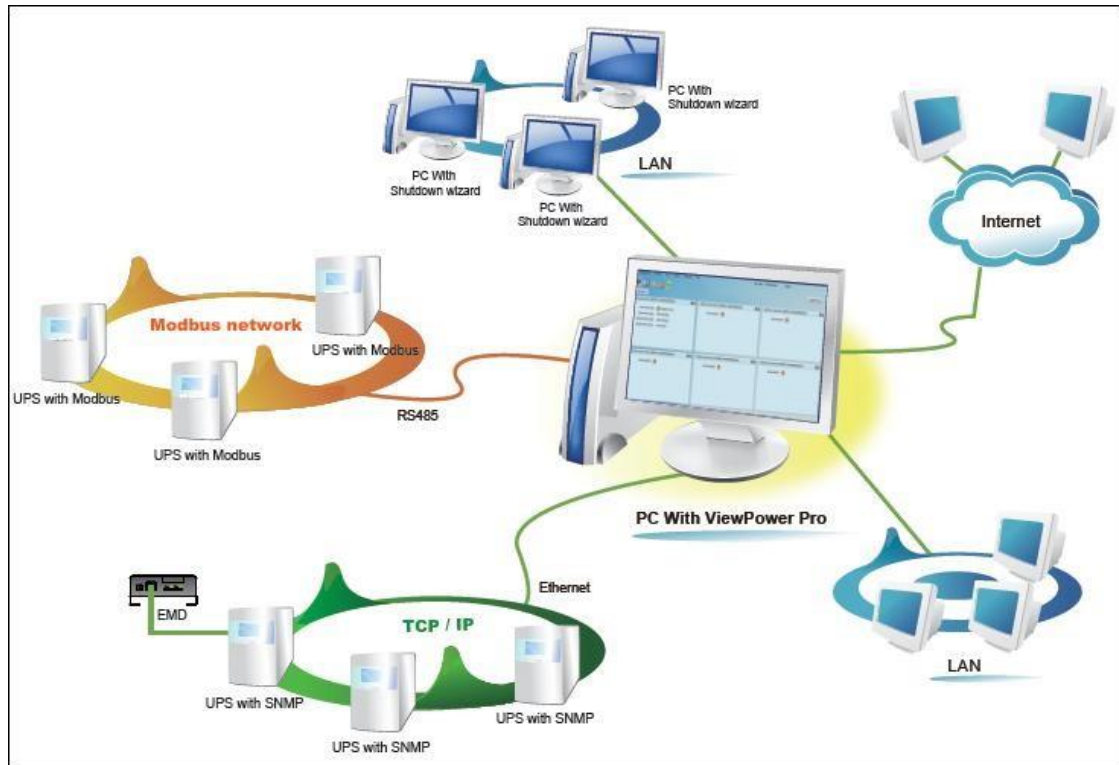 PC With
Shutdown wizard
PC With
Shutdown wizard
PC With
Shutdown wizard
LAN
Internet
Modbus network
UPS with Modbus
UPS with Modbus
UPS with Modbus
RS485
PC With ViewPower Pro
Ethernet
EMD
TCP / IP
UPS with SNMP
UPS with SNMP
UPS with SNMP
LAN